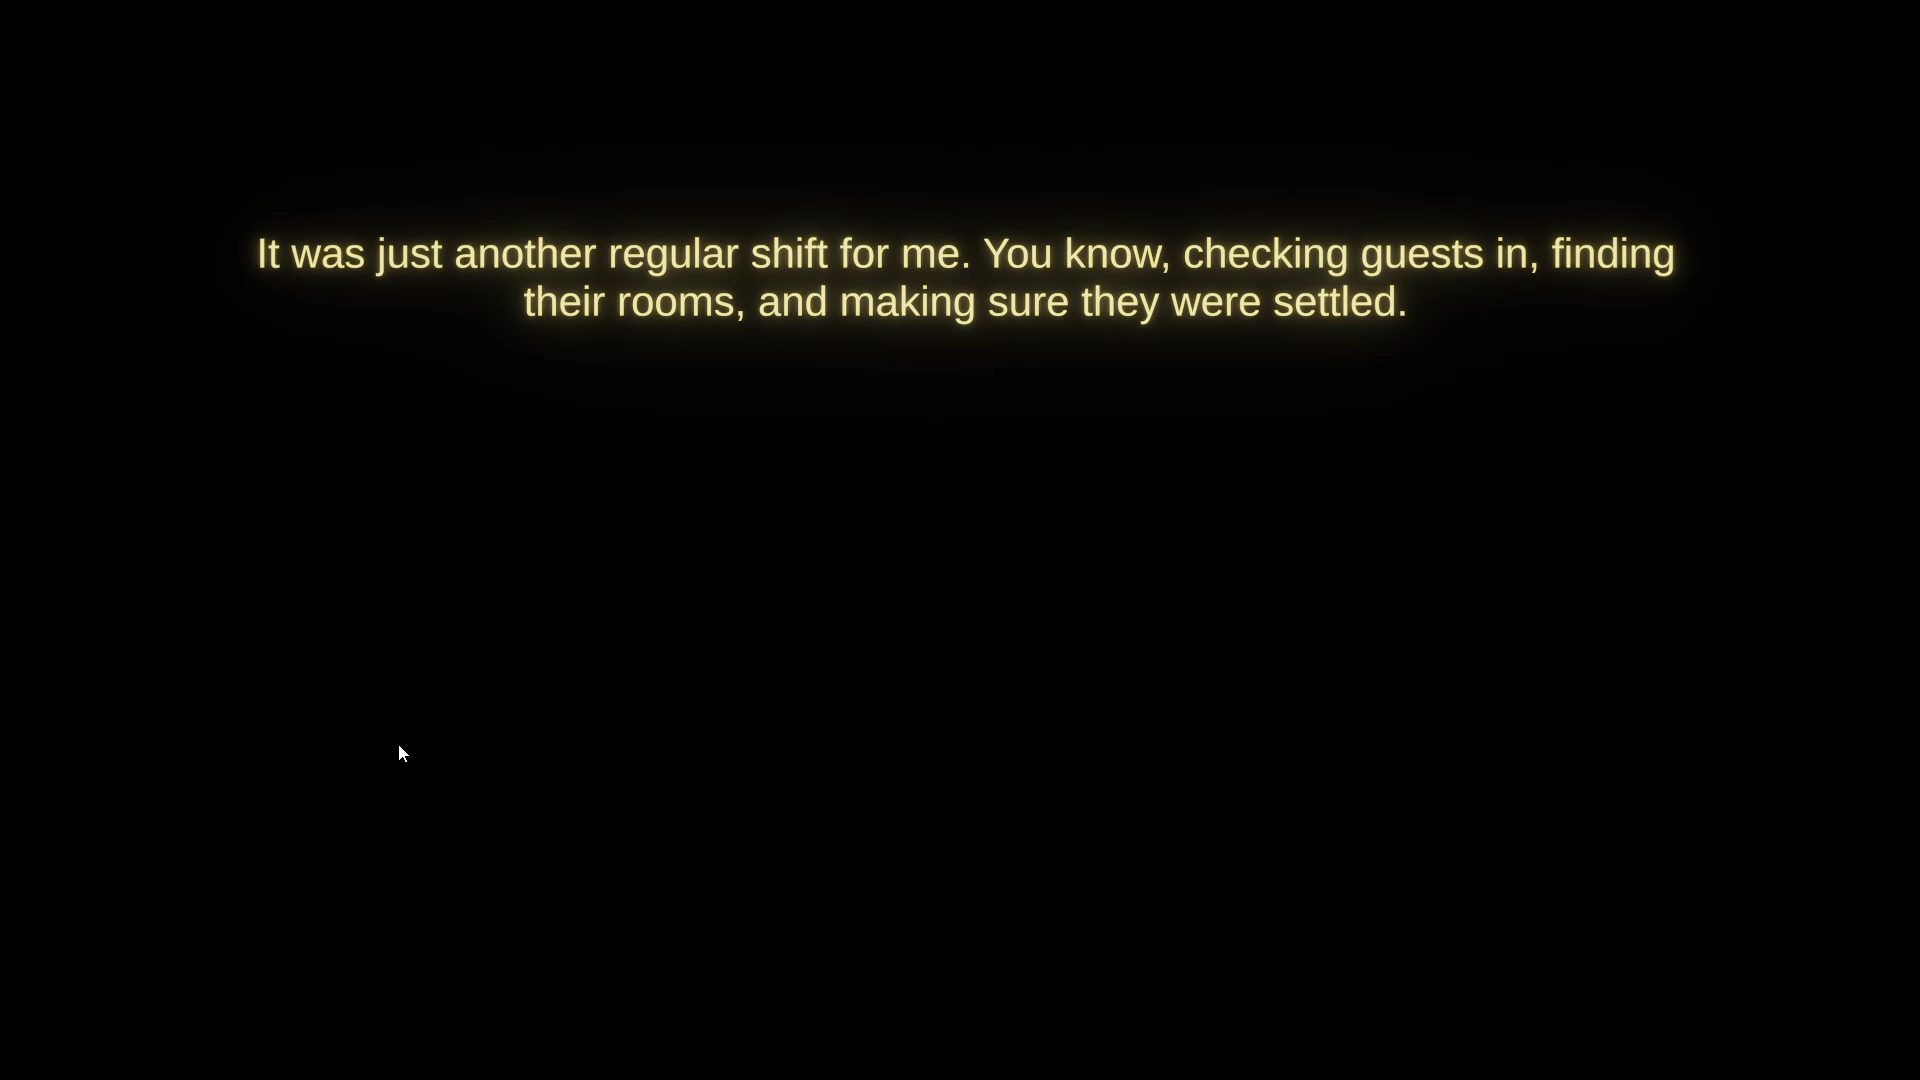 It was just another regular shift for me. You know, checking guests in, finding
their rooms, and making sure they were settled.